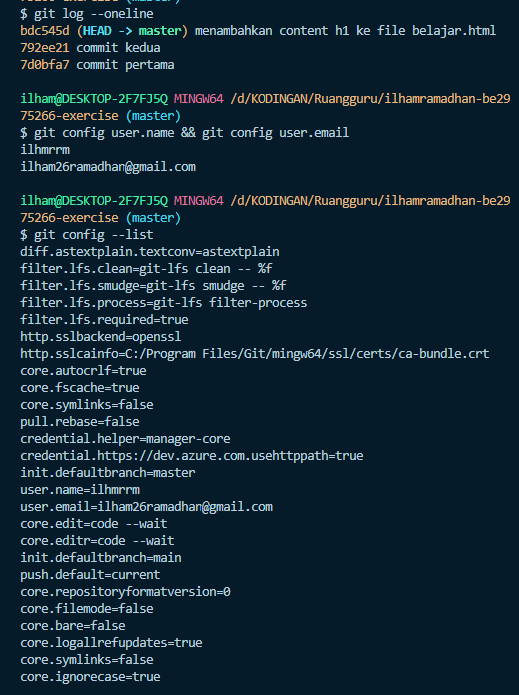 $ git log --oneline
bdc545d (HEAD -> master) menambahkan content h1 ke file belajar.html
792ee21 commit kedua
7d0bfa7 commit pertama
ilham@DESKTOP-2F7FJ5Q MINGW64 /d/KODINGAN/Ruangguru/ilhamramadhan-be29
75266-exercise (master)
$ git config user.name && git config user.email
ilhmrrm
ilham26ramadhan@gmail.com
ilham@DESKTOP-2F7FJ5Q MINGW64 /d/KODINGAN/Ruangguru/ilhamramadhan-be29
75266-exercise (master)
$ git config --list
diff.astextplain.textconv=astextplain
filter.lfs.clean=git-lfs clean -- %f
filter.lfs.smudge=git-lfs smudge -- %f
filter.lfs.process=git-lfs filter-process
filter.lfs.required=true
http.sslbackend=openssl
http.sslcainfo=C:/Program Files/Git/mingw64/ssl/certs/ca-bundle.crt
core.autocrlf=true
core.fscache=true
core.symlinks=false
pull.rebase=false
credential.helper=manager-core
credential.https://dev.azure.com.usehttppath=true
init.defaultbranch=master
user.name=ilhmrrm
user.email=ilham26ramadhan@gmail.com
core.edit=code --wait
core.editr=code --wait
init.defaultbranch=main
push.default=current
core.repositoryformatversion=0
core.filemode=false
core.bare=false
core.logallrefupdates=true
core.symlinks=false
core.ignorecase=true